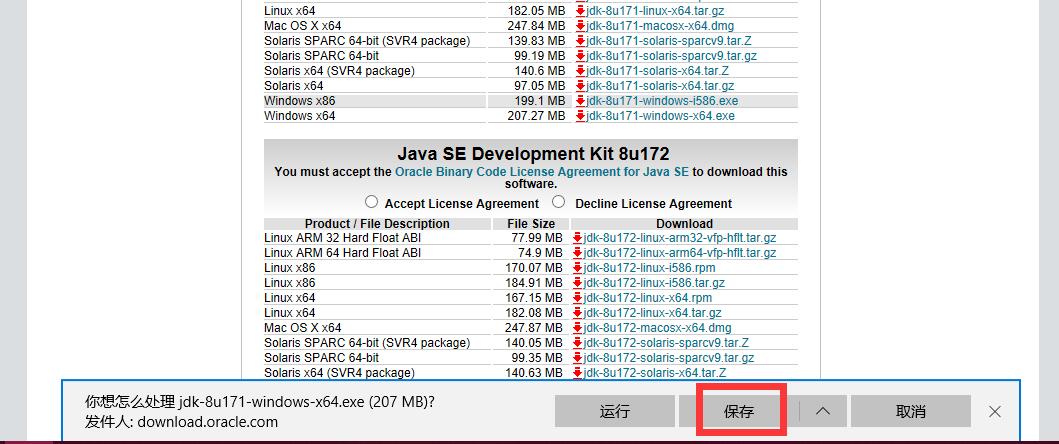 Linux x64 182.05 MB jdk-8u171-linux-x64.tar.gz
Mac OS X x64 247.84 MB jdk-8u171-macosx-x64.dmg
Solaris SPARC 64-bit (SVR4 package) 139.83 MB jdk-8u171-solaris-sparcv9.tar.Z
Solaris SPARC 64-bit 99.19 MB jdk-8u171-solaris-sparcv9.tar.gz
Solaris x64 (SVR4 package) 140.6 MB jdk-8u171-solaris-x64.tar.Z
Solaris x64 97.05 MB jdk-8u171-solaris-x64.tar.gz
Windows x86 199.1 MB jdk-8u171-windows-i586.exe
Windows x64 207.27 MB jdk-8u171-windows-x64.exe
Java SE Development Kit 8u172
You must accept the Oracle Binary Code License Agreement for Java SE to download this
software.
Accept License Agreement Decline License Agreement
Product / File Description File Size Download
Linux ARM 32 Hard Float ABI 77.99 MB jdk-8u172-linux-arm32-vfp-hflt.tar.gz
Linux ARM 64 Hard Float ABI 74.9 MB jdk-8u172-linux-arm64-vfp-hflt.tar.gz
Linux x86 170.07 MB jdk-8u172-linux-i586.rpm
Linux x86 184.91 MB jdk-8u172-linux-i586.tar.gz
Linux x64 167.15 MB jdk-8u172-linux-x64.rpm
Linux x64 182.08 MB jdk-8u172-linux-x64.tar.gz
Mac OS X x64 247.87 MB jdk-8u172-macosx-x64.dmg
Solaris SPARC 64-bit (SVR4 package) 140.05 MB jdk-8u172-solaris-sparcv9.tar.Z
Solaris SPARC 64-bit 99.35 MB jdk-8u172-solaris-sparcv9.tar.gz
Solaris x64 (SVR4 package) 140.63 MB jdk-8u172-solaris-x64.tar.Z
你想怎么处理 jdk-8u171-windows-x64.exe (207 MB)?
发件人: download.oracle.com
运行 保存 取消